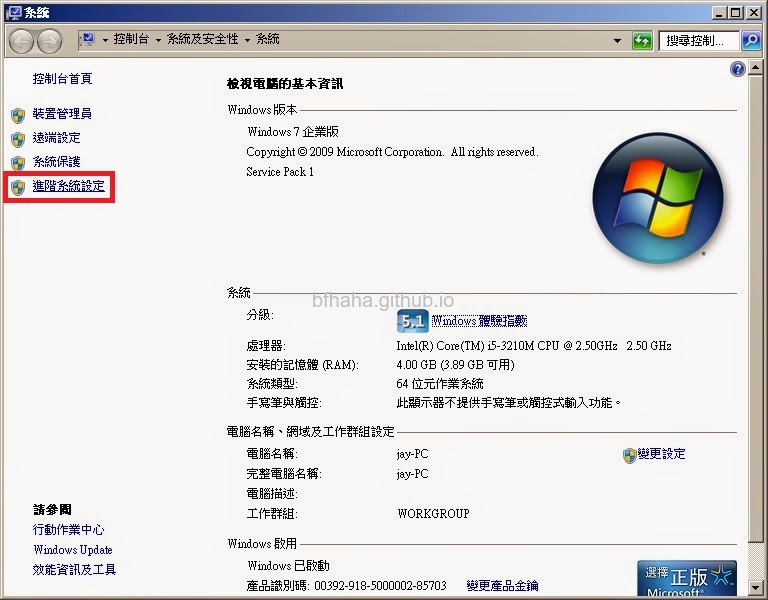 系統
控制台 系統及安全性 系統 搜尋控制...
控制台首頁
裝置管理員
遠端設定
系統保護
進階系統設定
檢視電腦的基本資訊
Windows 版本
Windows 7 企業版
Copyright © 2009 Microsoft Corporation. All rights reserved.
Service Pack 1
系統
bfhaha.github.io
分級: 5.1 Windows 體驗指數
處理器: Intel(R) Core(TM) i5-3210M CPU @ 2.50GHz 2.50 GHz
安裝的記憶體 (RAM): 4.00 GB (3.89 GB 可用)
系統類型: 64 位元作業系統
手寫筆與觸控: 此顯示器不提供手寫筆或觸控式輸入功能。
電腦名稱、網域及工作群組設定
電腦名稱: jay-PC 變更設定
完整電腦名稱: jay-PC
電腦描述:
工作群組: WORKGROUP
Windows 啟用
Windows 已啟動
產品識別碼: 00392-918-5000002-85703 變更產品金鑰
選擇 正版
Microsoft
請參閱
行動作業中心
Windows Update
效能資訊及工具